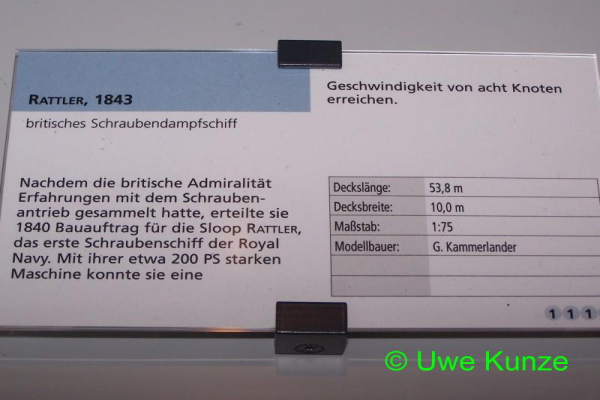 RATTLER, 1843
britisches Schraubendampfschiff
Nachdem die britische Admiralität
Erfahrungen mit dem Schrauben-
antrieb gesammelt hatte, erteilte sie
1840 Bauauftrag für die Sloop RATTLER,
das erste Schraubenschiff der Royal
Navy. Mit ihrer etwa 200 PS starken
Maschine konnte sie eine
Geschwindigkeit von acht Knoten
erreichen.
Deckslänge: 53,8 m
Decksbreite: 10,0 m
Maßstab: 1:75
Modellbauer: G. Kammerlander
1 1 1
© Uwe Kunze